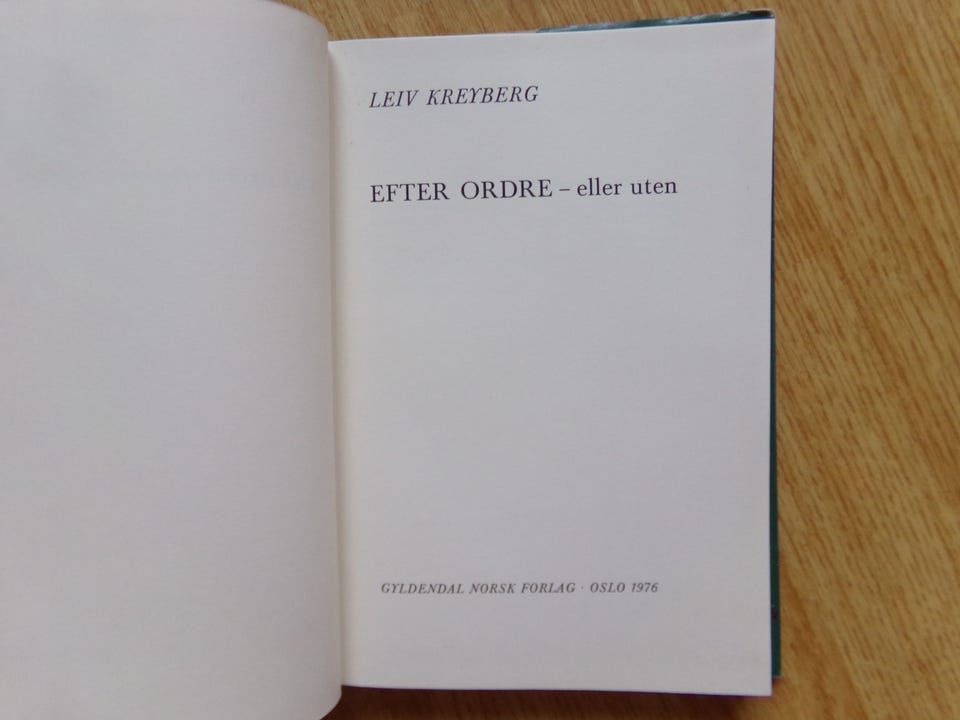 LEIV KREYBERG
EFTER ORDRE – eller uten
GYLDENDAL NORSK FORLAG · OSLO 1976